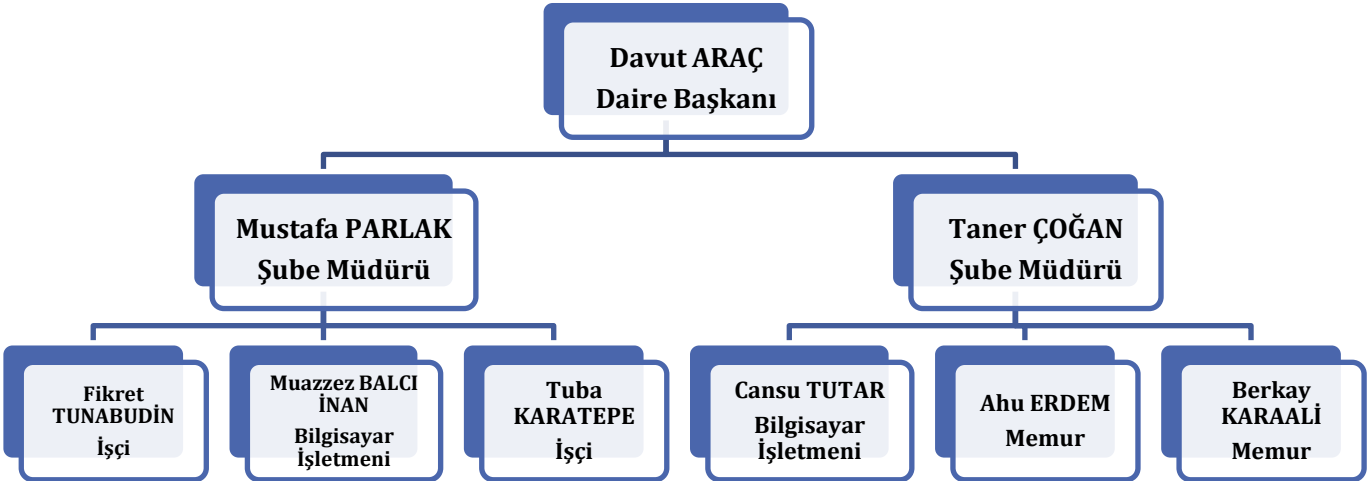 Davut ARAÇ
Daire Başkanı
Mustafa PARLAK
Şube Müdürü
Taner ÇOĞAN
Şube Müdürü
Fikret
TUNABUDİN
İşçi
Muazzez BALCI
İNAN
Bilgisayar
İşletmeni
Tuba
KARATEPE
İşçi
Cansu TUTAR
Bilgisayar
İşletmeni
Ahu ERDEM
Memur
Berkay
KARAALİ
Memur